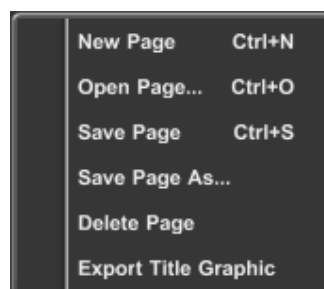 New Page Ctrl+N
Open Page... Ctrl+O
Save Page Ctrl+S
Save Page As...
Delete Page
Export Title Graphic